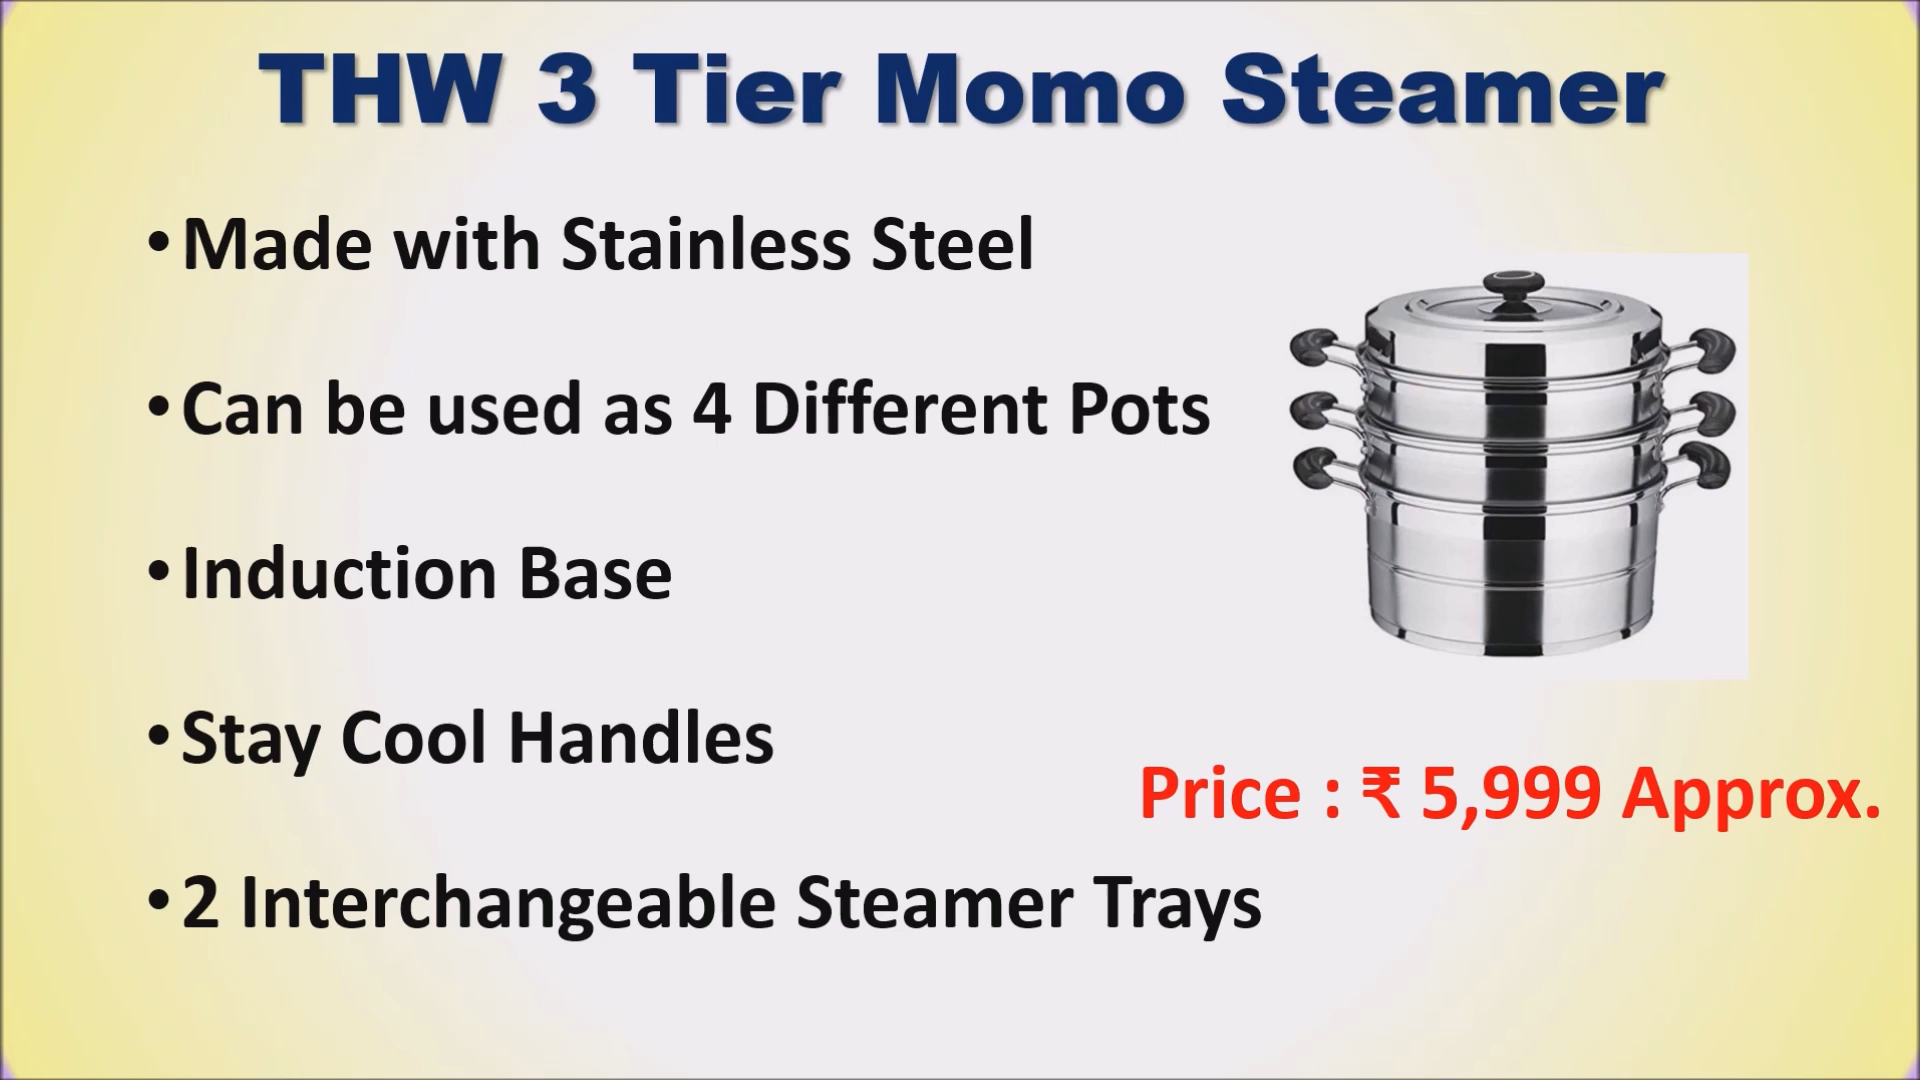 THW 3 Tier Momo Steamer
• Made with Stainless Steel
• Can be used as 4 Different Pots
• Induction Base
• Stay Cool Handles
Price : ₹ 5,999 Approx.
• 2 Interchangeable Steamer Trays